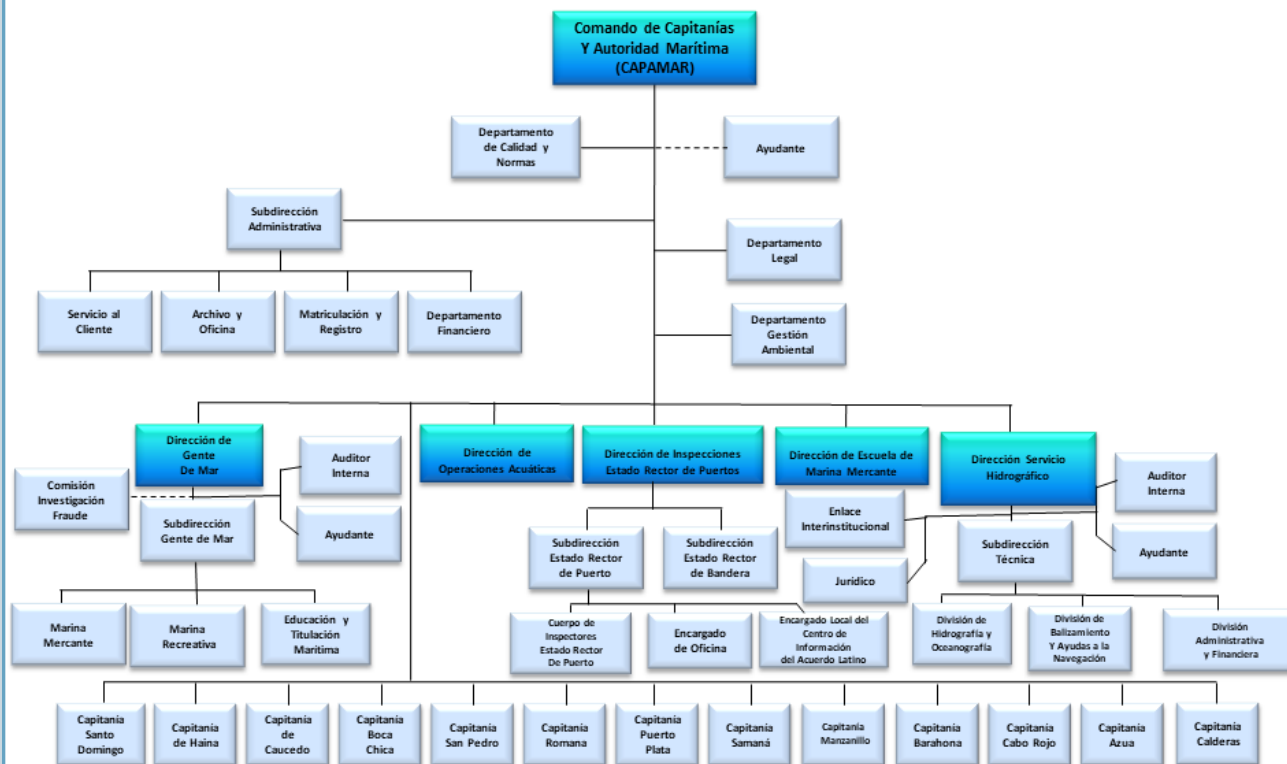 Comando de Capitanías
Y Autoridad Marítima
(CAPAMAR)
Departamento
de Calidad y
Normas
Ayudante
Subdirección
Administrativa
Departamento
Legal
Servicio al
Cliente
Archivo y
Oficina
Matriculación y
Registro
Departamento
Financiero
Departamento
Gestión
Ambiental
Dirección de
Gente
De Mar
Dirección de
Operaciones Acuáticas
Dirección de Inspecciones
Estado Rector de Puertos
Dirección de Escuela de
Marina Mercante
Dirección Servicio
Hidrográfico
Auditor
Interna
Comisión
Investigación
Fraude
Ayudante
Subdirección
Gente de Mar
Marina
Mercante
Marina
Recreativa
Educación y
Titulación
Marítima
Subdirección
Estado Rector
de Puerto
Subdirección
Estado Rector
de Bandera
Cuerpo de
Inspectores
Estado Rector
De Puerto
Encargado
de Oficina
Encargado Local del
Centro de
Información
del Acuerdo Latino
Enlace
Interinstitucional
Jurídico
Auditor
Interna
Ayudante
Subdirección
Técnica
División de
Hidrografía y
Oceanografía
División de
Balizamiento
Y Ayudas a la
Navegación
División
Administrativa
y Financiera
Capitanía
Santo
Domingo
Capitanía
de Haina
Capitanía
de
Caucedo
Capitanía
Boca
Chica
Capitanía
San Pedro
Capitanía
Romana
Capitanía
Puerto
Plata
Capitanía
Samaná
Capitanía
Manzanillo
Capitanía
Barahona
Capitanía
Cabo Rojo
Capitanía
Azua
Capitanía
Calderas